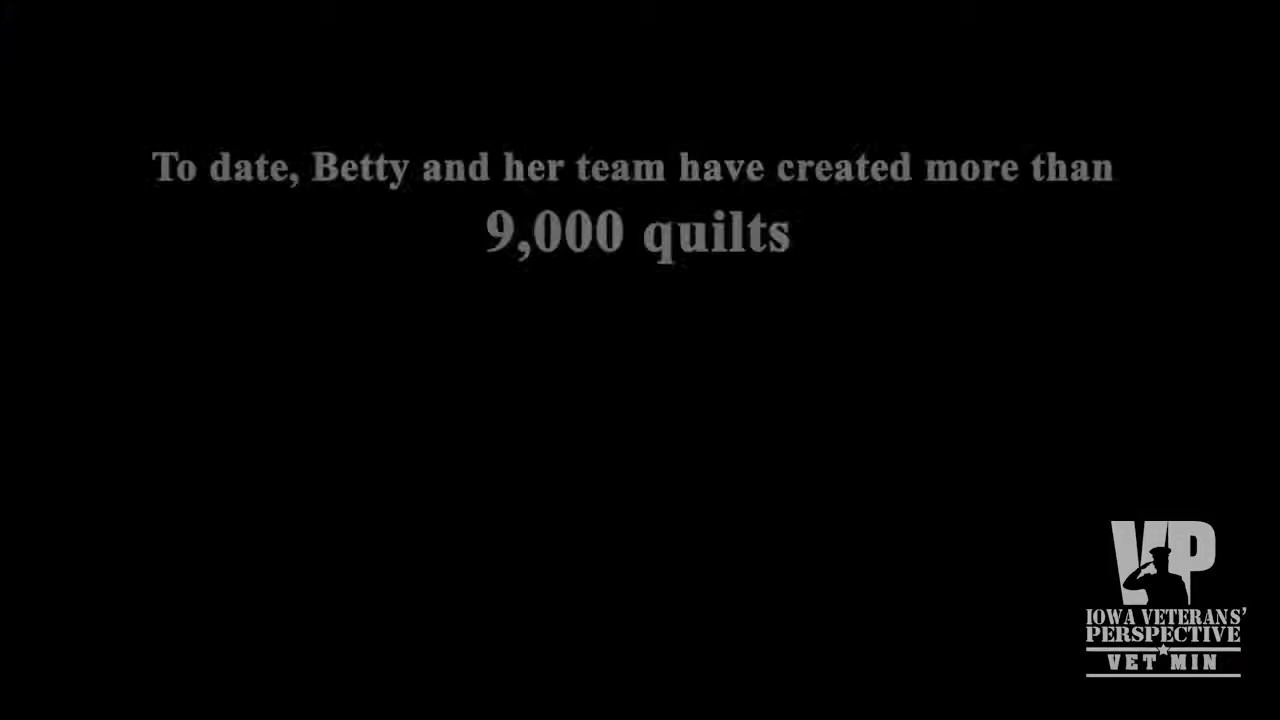 To date, Betty and her team have created more than
9,000 quilts
VP
IOWA VETERANS'
PERSPECTIVE
VET MIN